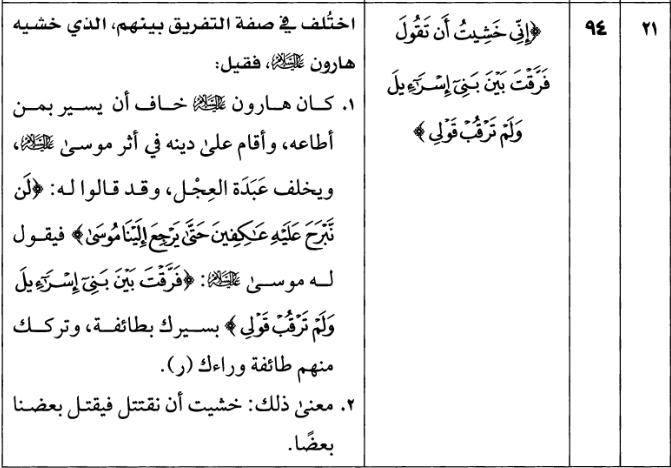 ٢١
٩٤
﴿إِنِّي خَشِيتُ أَن تَقُولَ
فَرَّقْتَ بَيْنَ بَنِيٓ إِسْرَٰٓءِيلَ
وَلَمْ تَرْقُبْ قَوْلِي﴾
اختُلف في صفة التفريق بينهم، الذي خشيه
هارون عليه السلام، فقيل:
١. كان هارون عليه السلام خاف أن يسير بمن
أطاعه، وأقام على دينه في أثر موسى عليه السلام،
ويخلف عَبَدَة العِجْل، وقد قالوا له: ﴿لَن
نَّبْرَحَ عَلَيْهِ عَٰكِفِينَ حَتَّىٰ يَرْجِعَ إِلَيْنَا مُوسَىٰ﴾ فيقول
له موسى عليه السلام: ﴿فَرَّقْتَ بَيْنَ بَنِيٓ إِسْرَٰٓءِيلَ
وَلَمْ تَرْقُبْ قَوْلِي﴾ بسيرك بطائفة، وتركك
منهم طائفة وراءك (ر).
٢. معنى ذلك: خشيت أن نقتتل فيقتل بعضنا
بعضًا.